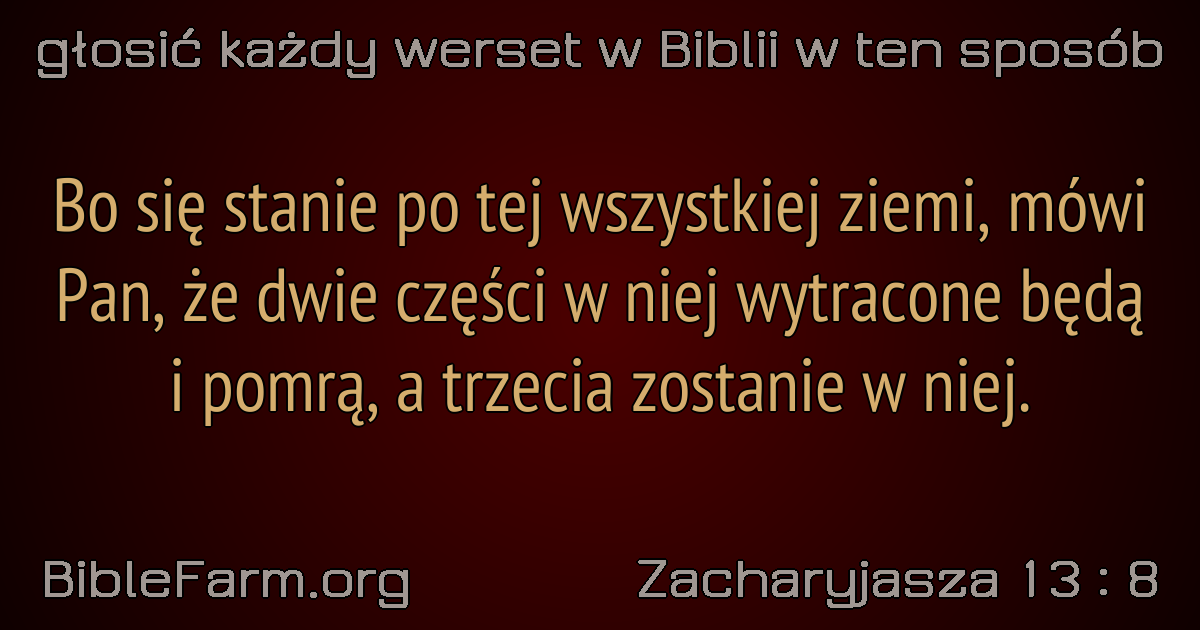 głosić każdy werset w Biblii w ten sposób
Bo się stanie po tej wszystkiej ziemi, mówi
Pan, że dwie części w niej wytracone będą
i pomrą, a trzecia zostanie w niej.
BibleFarm.org
Zacharyjasza 13 : 8